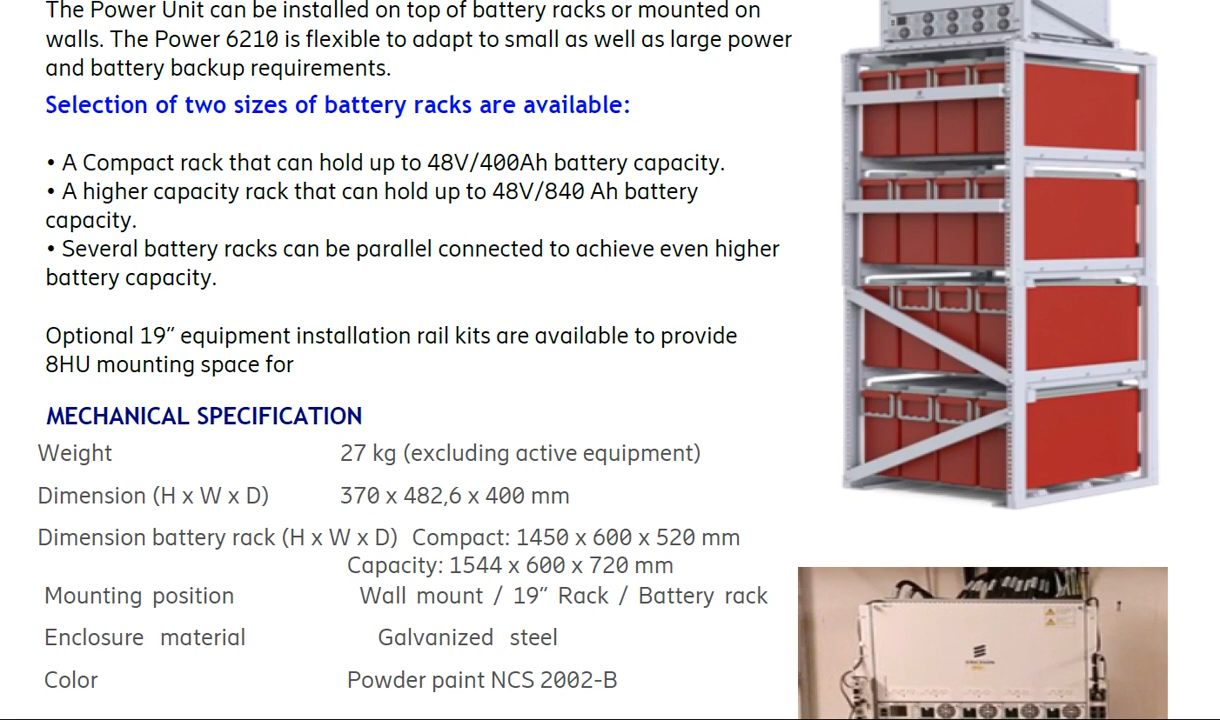 The Power Unit can be installed on top of battery racks or mounted on
walls. The Power 6210 is flexible to adapt to small as well as large power
and battery backup requirements.
Selection of two sizes of battery racks are available:
• A Compact rack that can hold up to 48V/400Ah battery capacity.
• A higher capacity rack that can hold up to 48V/840 Ah battery
capacity.
• Several battery racks can be parallel connected to achieve even higher
battery capacity.
Optional 19” equipment installation rail kits are available to provide
8HU mounting space for
MECHANICAL SPECIFICATION
Weight 27 kg (excluding active equipment)
Dimension (H x W x D) 370 x 482,6 x 400 mm
Dimension battery rack (H x W x D) Compact: 1450 x 600 x 520 mm
Capacity: 1544 x 600 x 720 mm
Mounting position Wall mount / 19” Rack / Battery rack
Enclosure material Galvanized steel
Color Powder paint NCS 2002-B
ERICSSON